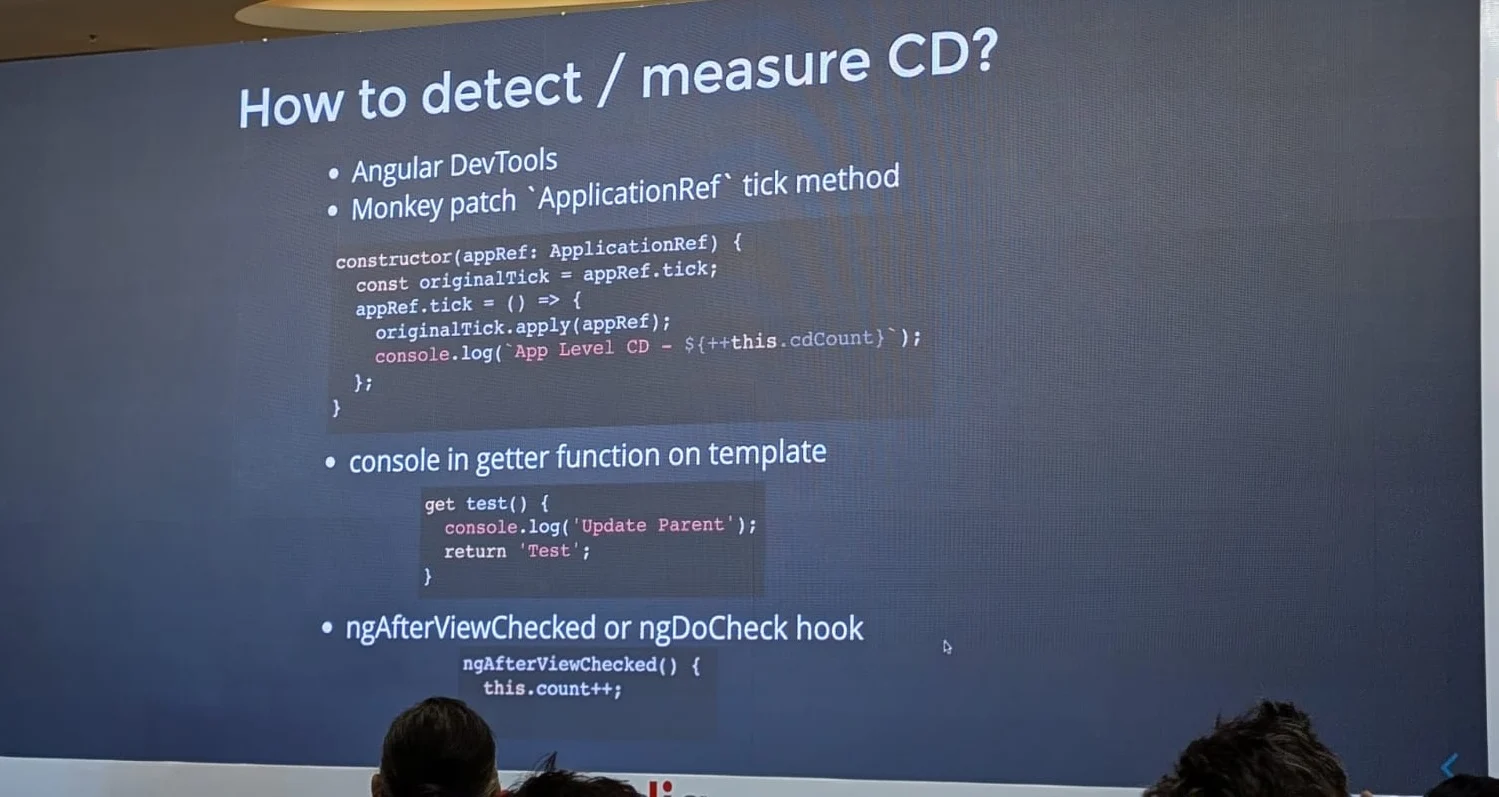 How to detect / measure CD?
• Angular DevTools
• Monkey patch `ApplicationRef` tick method
constructor(appRef: ApplicationRef) {
const originalTick = appRef.tick;
appRef.tick = () => {
originalTick.apply(appRef);
console.log(`App Level CD - ${++this.cdCount}`);
};
}
• console in getter function on template
get test() {
console.log('Update Parent');
return 'Test';
}
• ngAfterViewChecked or ngDoCheck hook
ngAfterViewChecked() {
this.count++;